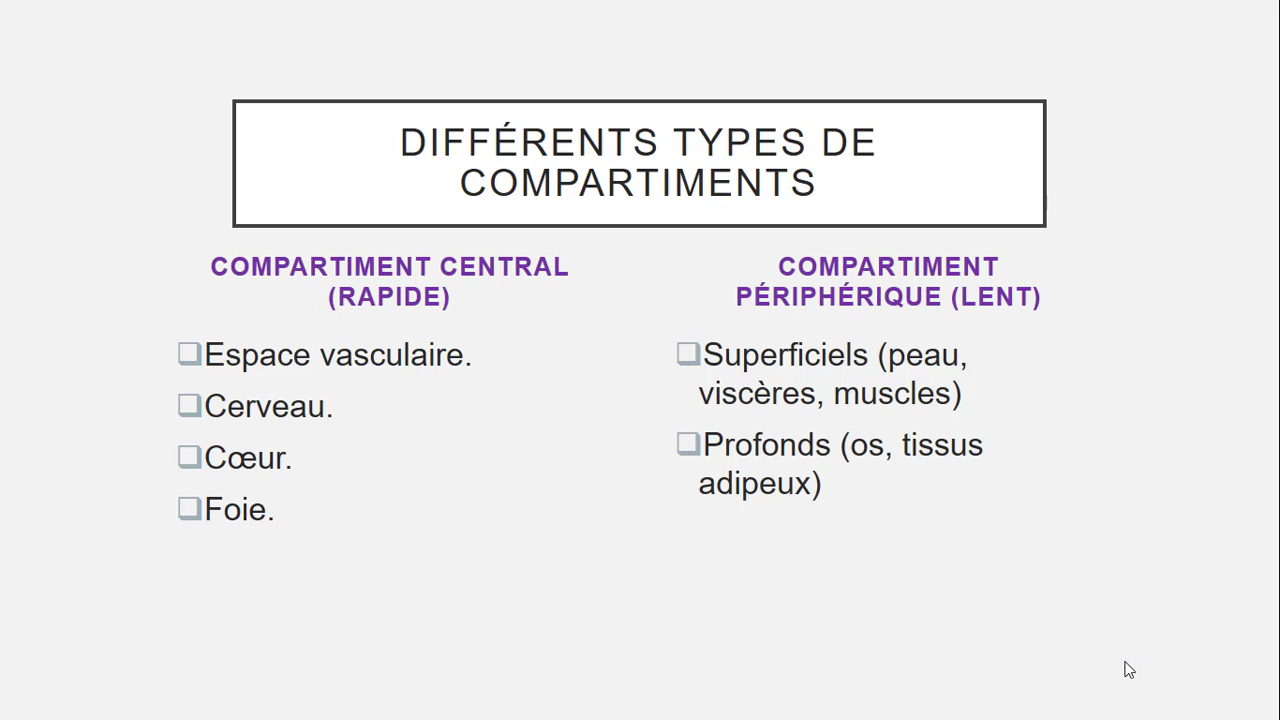 DIFFÉRENTS TYPES DE
COMPARTIMENTS
COMPARTIMENT CENTRAL
(RAPIDE)
Espace vasculaire.
Cerveau.
Cœur.
Foie.
COMPARTIMENT
PÉRIPHÉRIQUE (LENT)
Superficiels (peau,
viscères, muscles)
Profonds (os, tissus
adipeux)